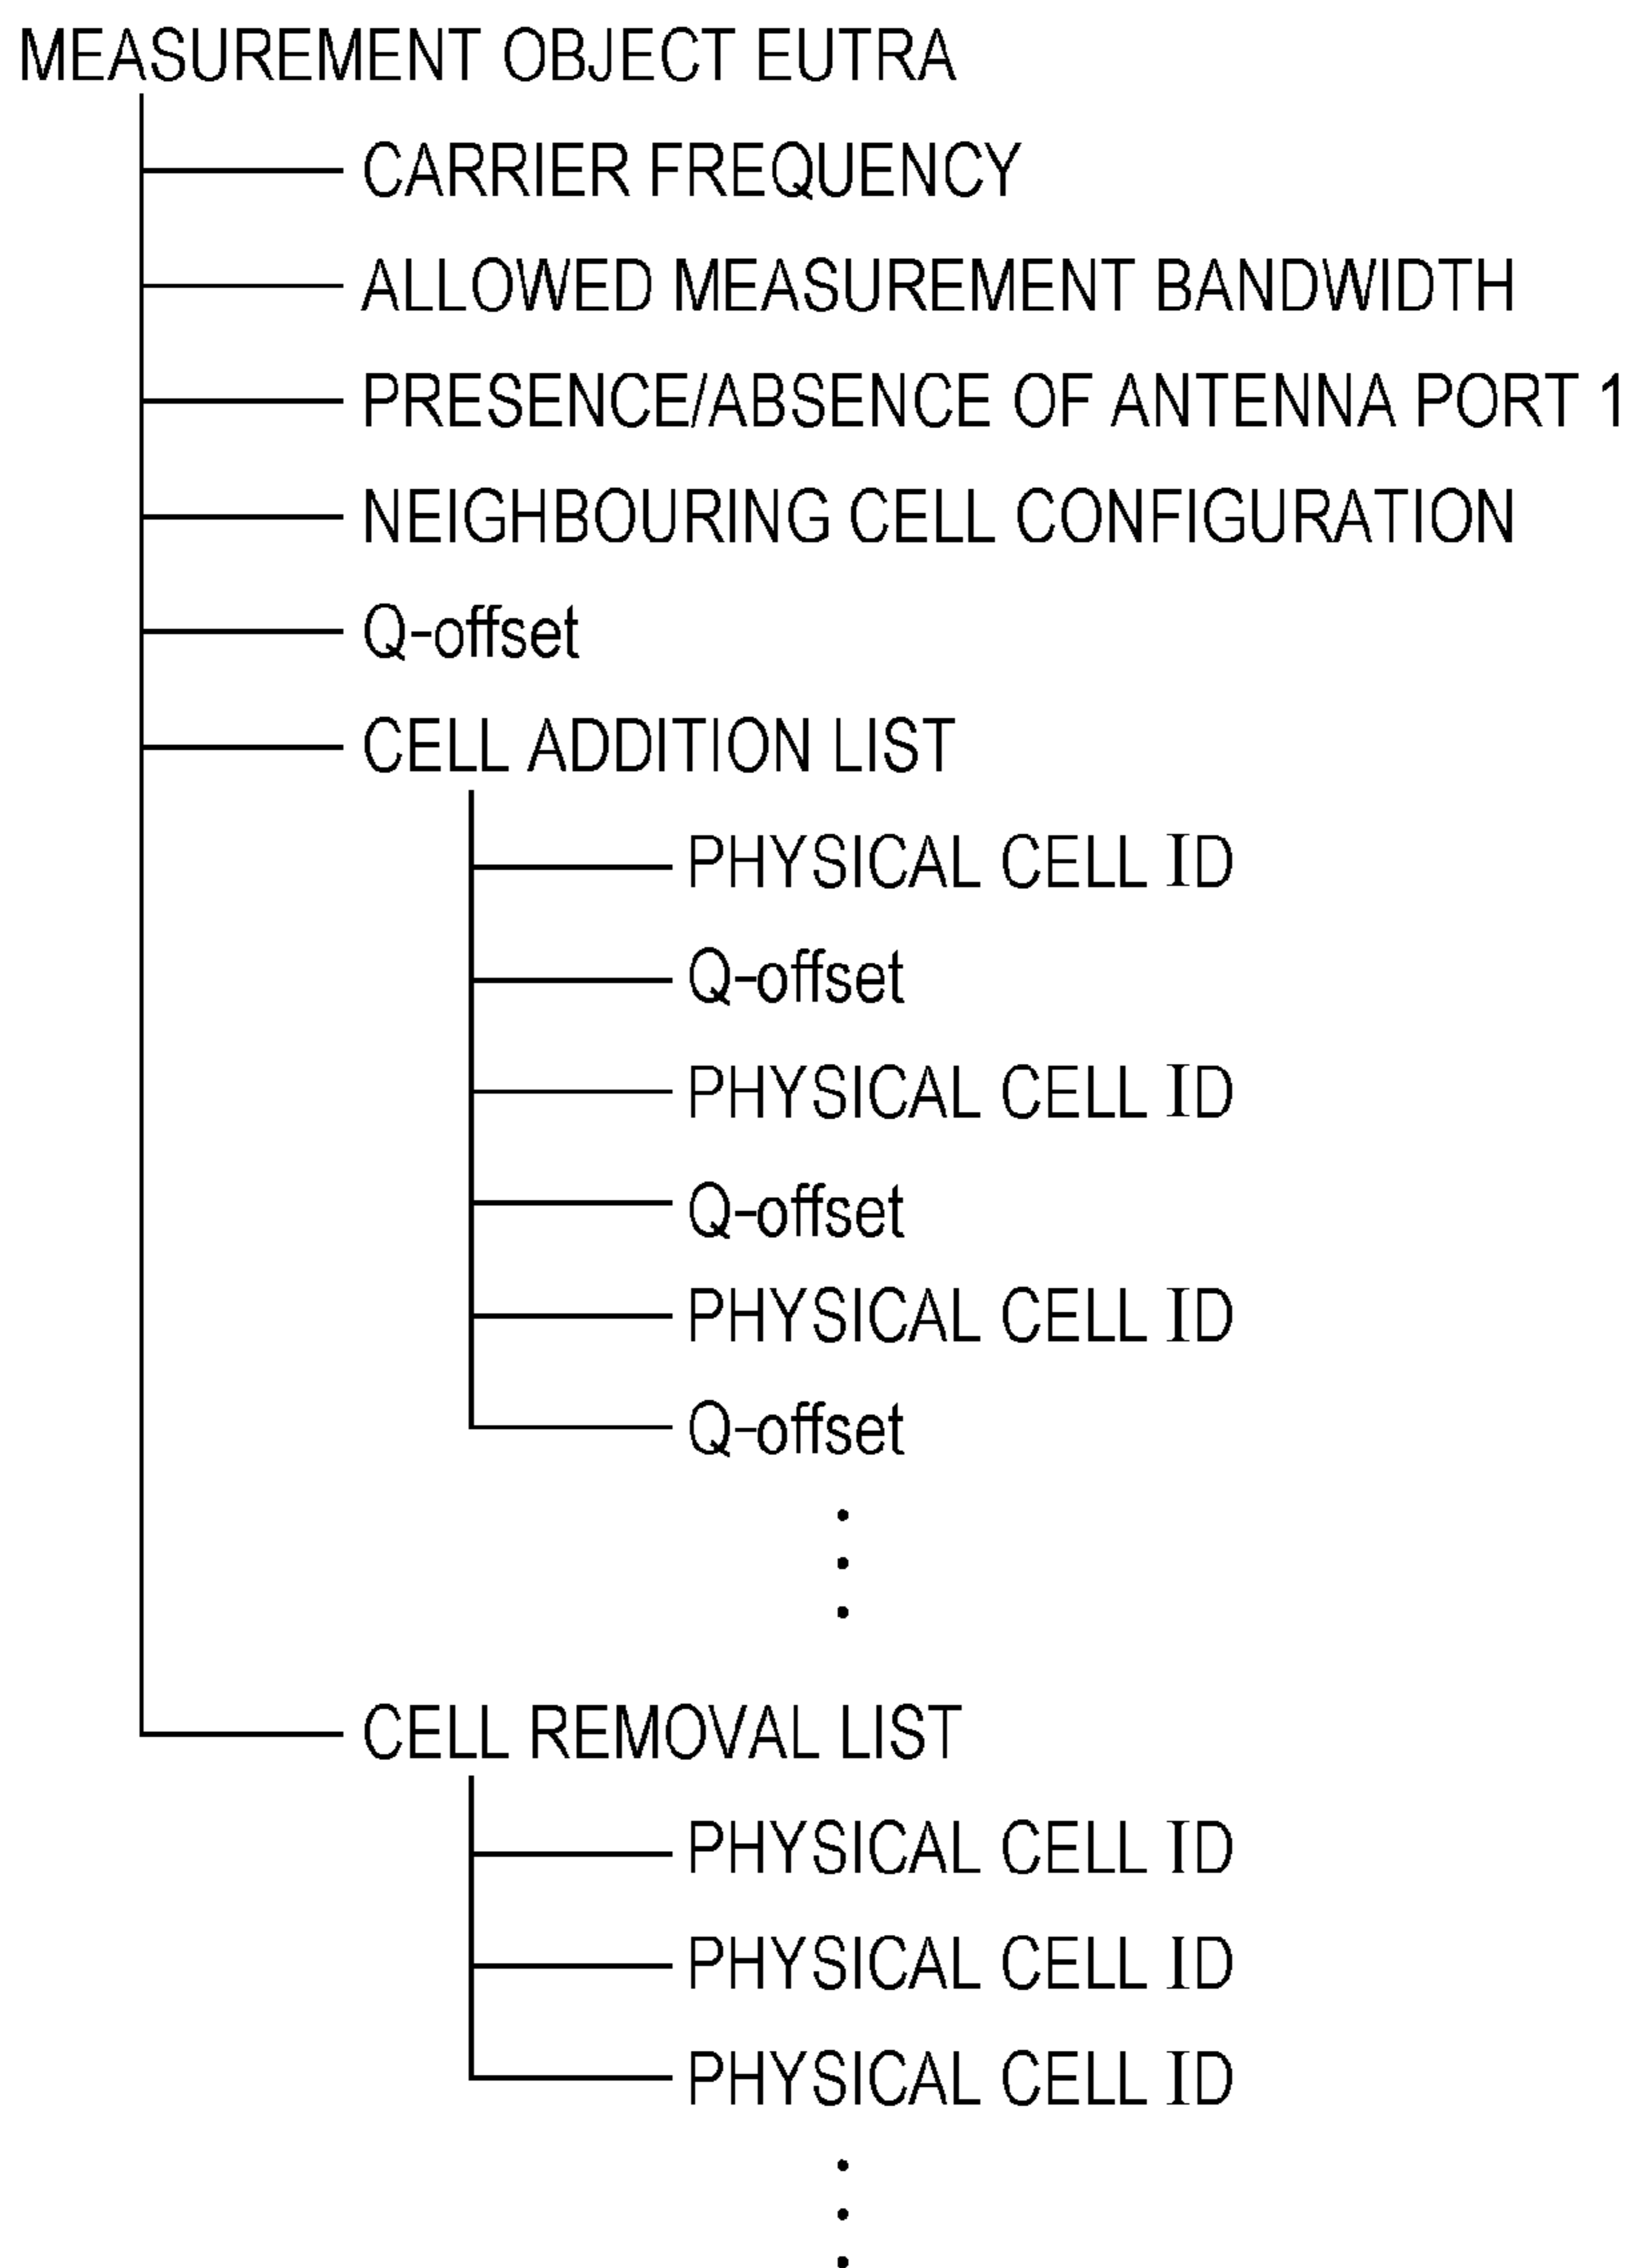 MEASUREMENT OBJECT EUTRA
CARRIER FREQUENCY
ALLOWED MEASUREMENT BANDWIDTH
PRESENCE/ABSENCE OF ANTENNA PORT 1
NEIGHBOURING CELL CONFIGURATION
Q-offset
CELL ADDITION LIST
PHYSICAL CELL ID
Q-offset
PHYSICAL CELL ID
Q-offset
PHYSICAL CELL ID
Q-offset
CELL REMOVAL LIST
PHYSICAL CELL ID
PHYSICAL CELL ID
PHYSICAL CELL ID